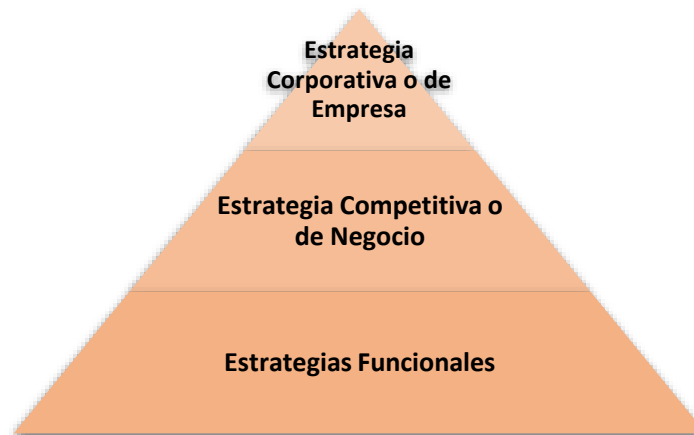 Estrategia
Corporativa o de
Empresa
Estrategia Competitiva o
de Negocio
Estrategias Funcionales